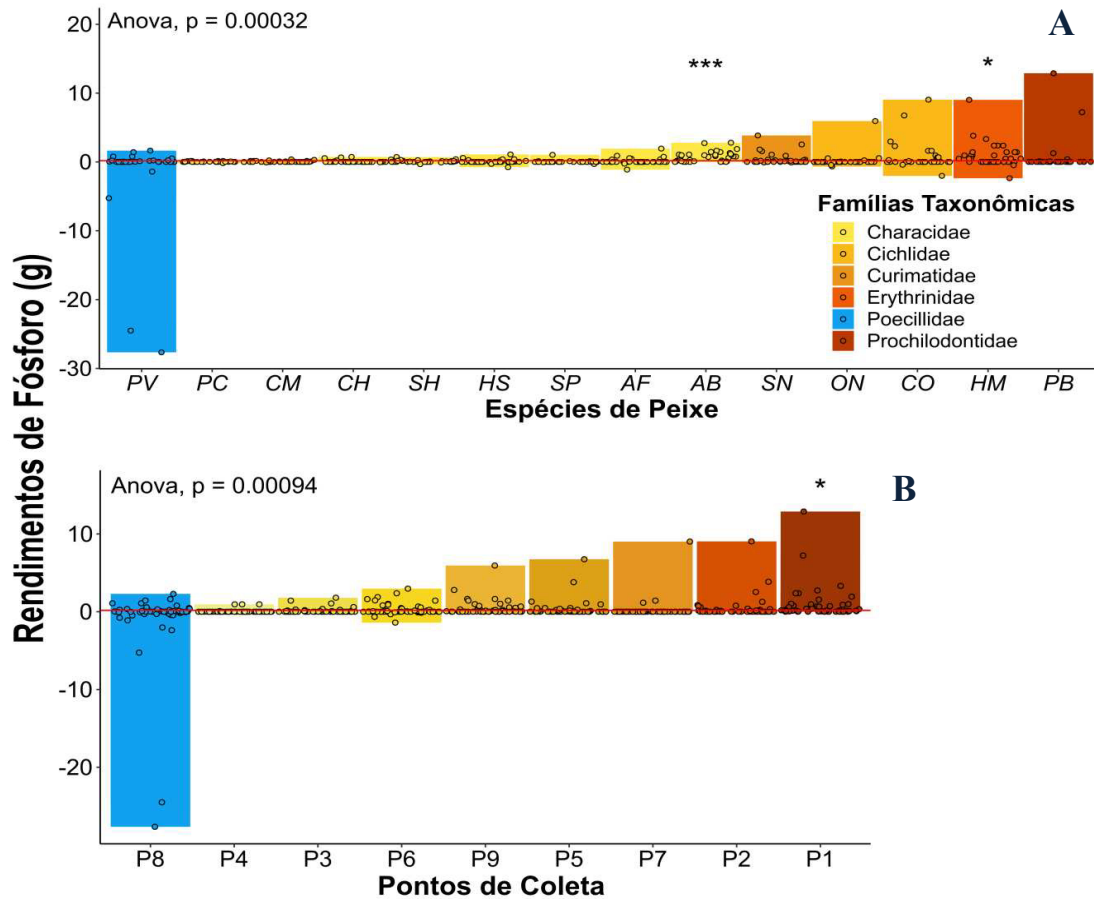 Rendimentos de Fósforo (g)
Anova, p = 0.00032
A
***
*
20
10
0
-10
-20
-30
Famílias Taxonômicas
Characidae
Cichlidae
Curimatidae
Erythrinidae
Poecillidae
Prochilodontidae
PV PC CM CH SH HS SP AF AB SN ON CO HM PB
Espécies de Peixe
Anova, p = 0.00094
*
B
10
0
-10
-20
P8 P4 P3 P6 P9 P5 P7 P2 P1
Pontos de Coleta